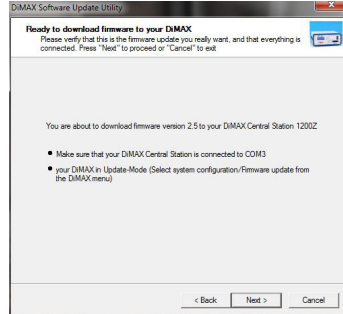 DiMAX Software Update Utility
Ready to download firmware to your DiMAX
Please verify that this is the firmware update you really want, and that everything is
connected. Press "Next" to proceed or "Cancel" to exit
You are about to download firmware version 2.5 to your DiMAX Central Station 1200Z
Make sure that your DiMAX Central Station is connected to COM3
your DiMAX in Update-Mode (Select system configuration/Firmware update from
the DiMAX menu)
< Back
Next >
Cancel